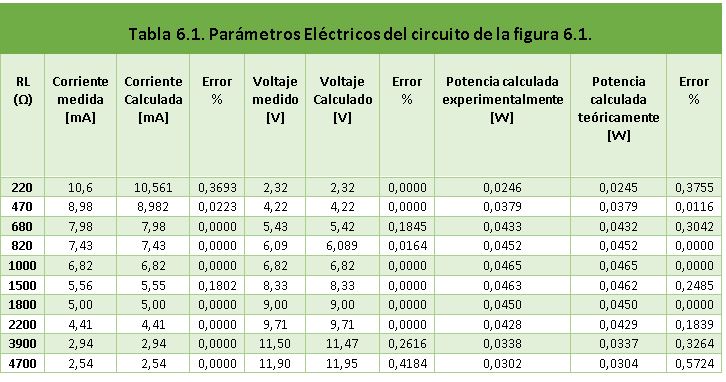 Tabla 6.1. Parámetros Eléctricos del circuito de la figura 6.1.
RL (Ω) Corriente medida [mA] Corriente Calculada [mA] Error % Voltaje medido [V] Voltaje Calculado [V] Error % Potencia calculada experimentalmente [W] Potencia calculada teóricamente [W] Error %
220 10,6 10,561 0,3693 2,32 2,32 0,0000 0,0246 0,0245 0,3755
470 8,98 8,982 0,0223 4,22 4,22 0,0000 0,0379 0,0379 0,0116
680 7,98 7,98 0,0000 5,43 5,42 0,1845 0,0433 0,0432 0,3042
820 7,43 7,43 0,0000 6,09 6,089 0,0164 0,0452 0,0452 0,0000
1000 6,82 6,82 0,0000 6,82 6,82 0,0000 0,0465 0,0465 0,0000
1500 5,56 5,55 0,1802 8,33 8,33 0,0000 0,0463 0,0462 0,2485
1800 5,00 5,00 0,0000 9,00 9,00 0,0000 0,0450 0,0450 0,0000
2200 4,41 4,41 0,0000 9,71 9,71 0,0000 0,0428 0,0429 0,1839
3900 2,94 2,94 0,0000 11,50 11,47 0,2616 0,0338 0,0337 0,3264
4700 2,54 2,54 0,0000 11,90 11,95 0,4184 0,0302 0,0304 0,5724